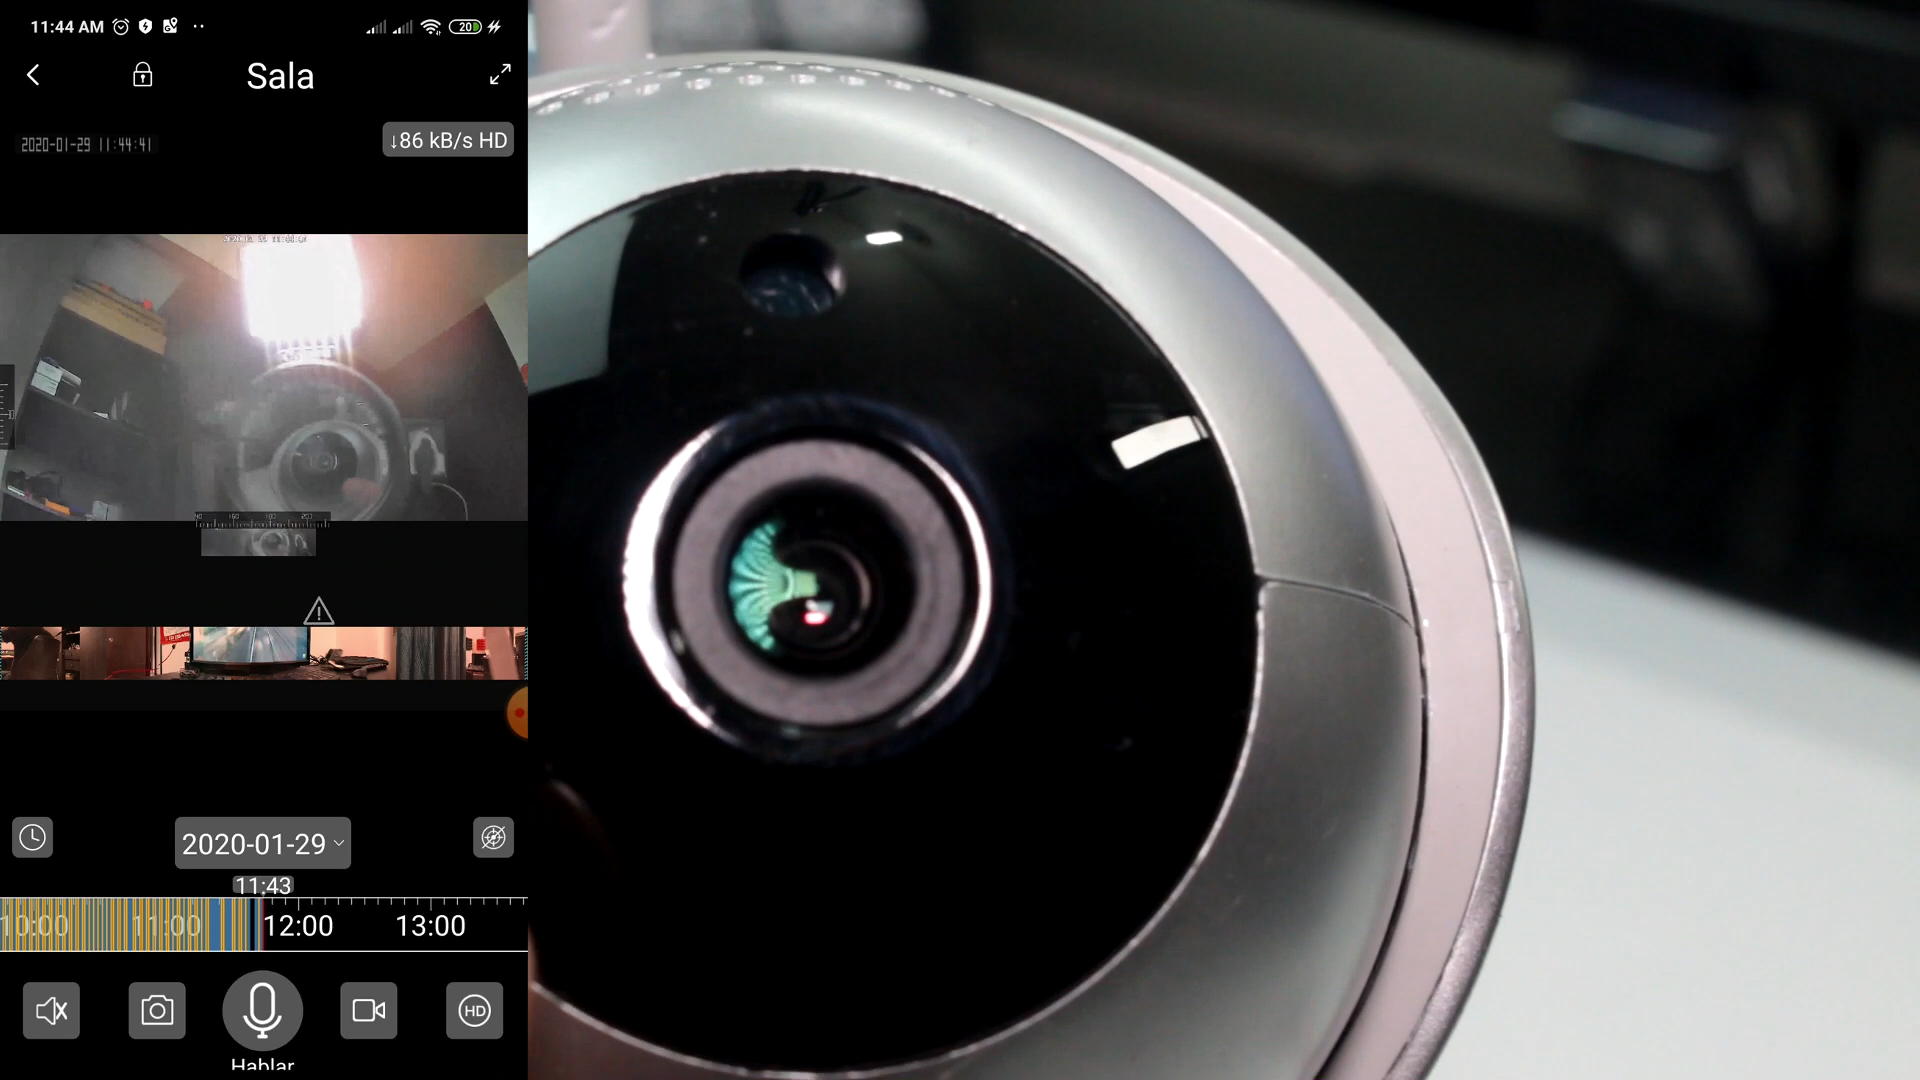 11:44 AM
20
Sala
2020-01-29 11:44:41
↓86 kB/s HD
2020-01-29
11:43
10:00 11:00 12:00 13:00
HD
Hablar